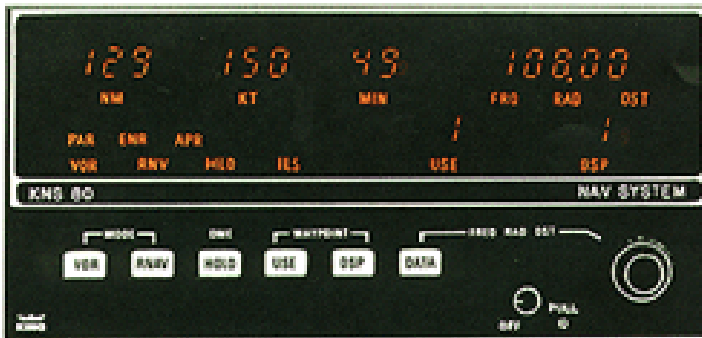 129 150 49 108.00
NM KT MIN FRQ RAD DST
1 1
PAR ENR APR
VOR RNV HLD ILS USE DSP
KNS 80 NAV SYSTEM
MODE DME WAYPOINT FREQ RAD DST
VOR RNAV HOLD USE DSP DATA
OFF PULL
KING